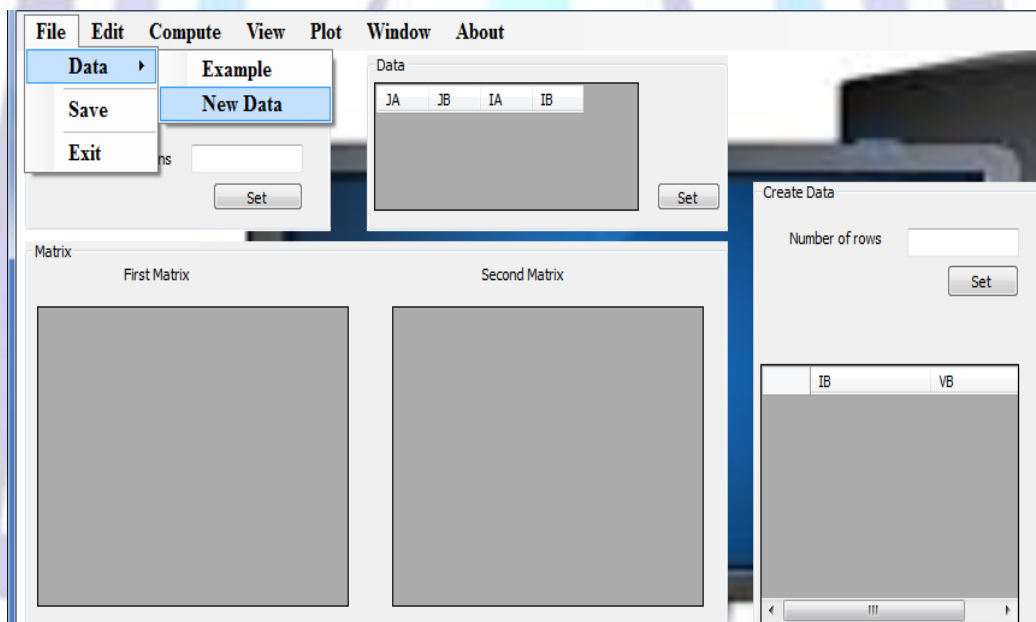 File Edit Compute View Plot Window About
Data Example
New Data
Save
Exit
ns
Set
Data
JA JB IA IB
Set
Create Data
Number of rows
Set
IB VB
Matrix
First Matrix Second Matrix